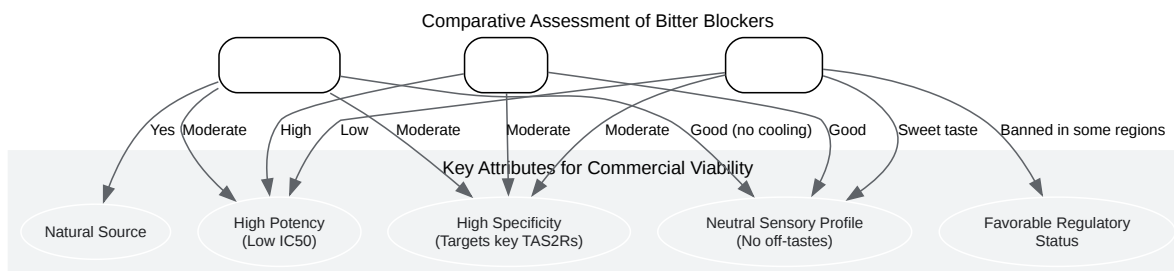 Comparative Assessment of Bitter Blockers
Yes
Moderate
High
Low
Moderate
Moderate
Moderate
Good (no cooling)
Good
Sweet taste
Banned in some regions
Key Attributes for Commercial Viability
Natural Source
High Potency
(Low IC50)
High Specificity
(Targets key TAS2Rs)
Neutral Sensory Profile
(No off-tastes)
Favorable Regulatory
Status